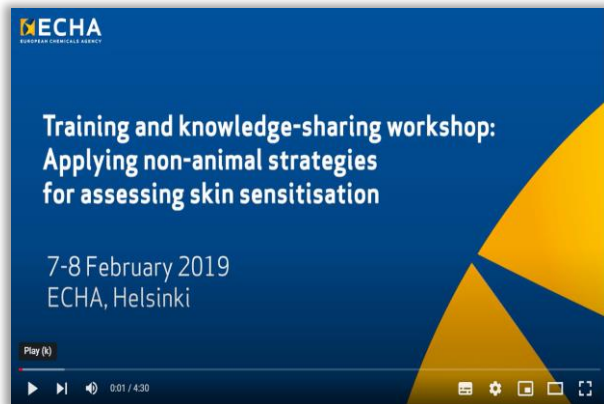 ECHA
EUROPEAN CHEMICALS AGENCY
Training and knowledge-sharing workshop:
Applying non-animal strategies
for assessing skin sensitisation
7-8 February 2019
ECHA, Helsinki
Play (k)
0:01 / 4:30